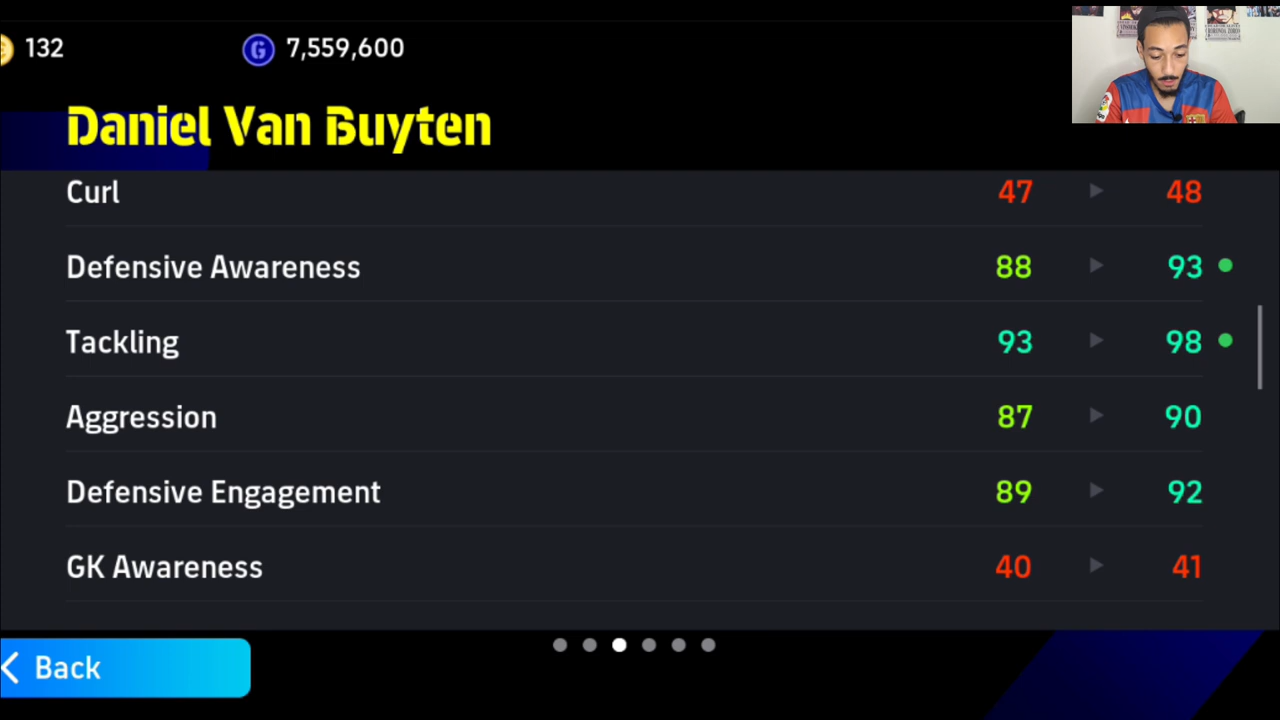 132
G 7,559,600
Daniel Van Buyten
Curl 47 48
Defensive Awareness 88 93
Tackling 93 98
Aggression 87 90
Defensive Engagement 89 92
GK Awareness 40 41
Back